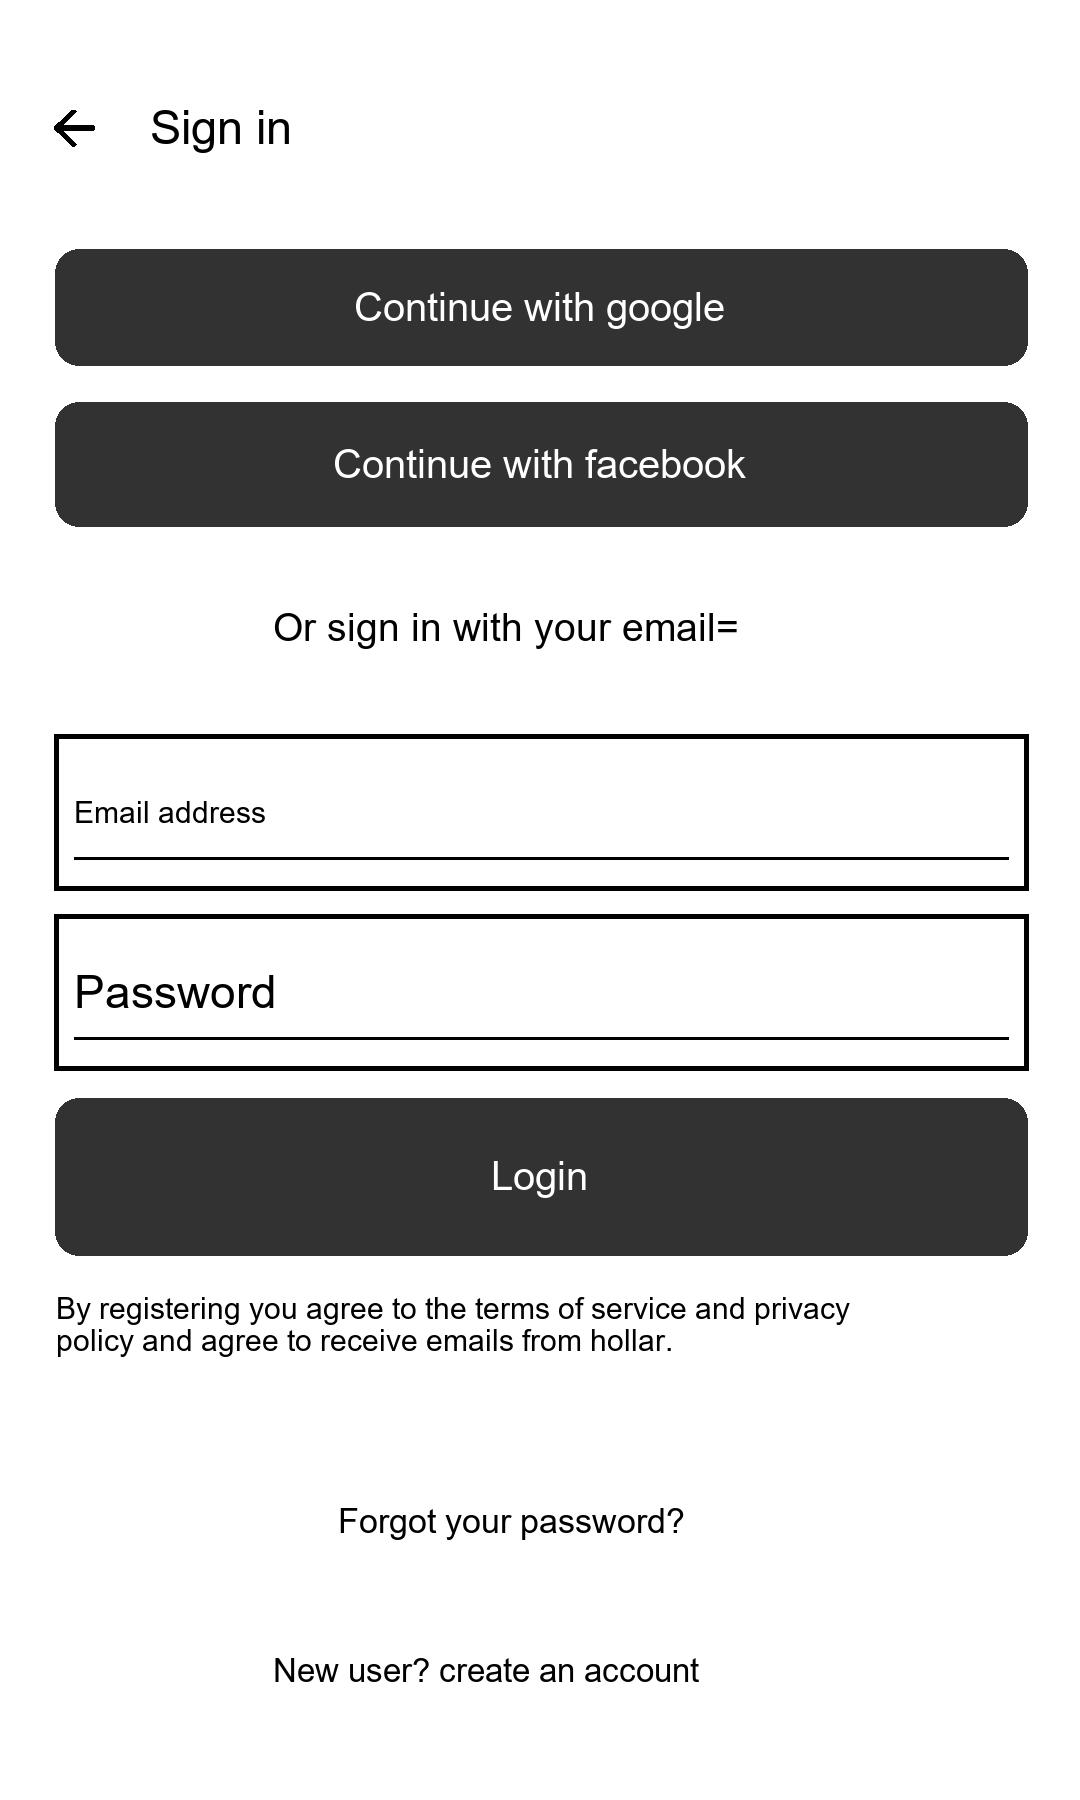 Sign in
Continue with google
Continue with facebook
Or sign in with your email=
Email address
Password
Login
By registering you agree to the terms of service and privacy
policy and agree to receive emails from hollar.
Forgot your password?
New user? create an account